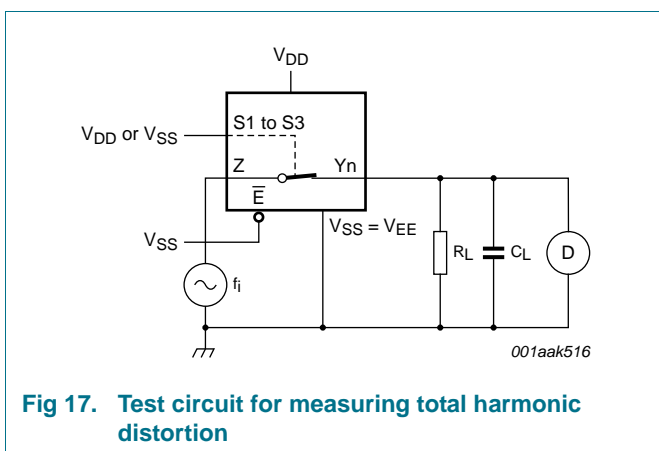 VDD
VDD or VSS
S1 to S3
Z
Yn
E
VSS
VSS = VEE
RL
CL
D
fi
001aak516
Fig 17. Test circuit for measuring total harmonic
distortion